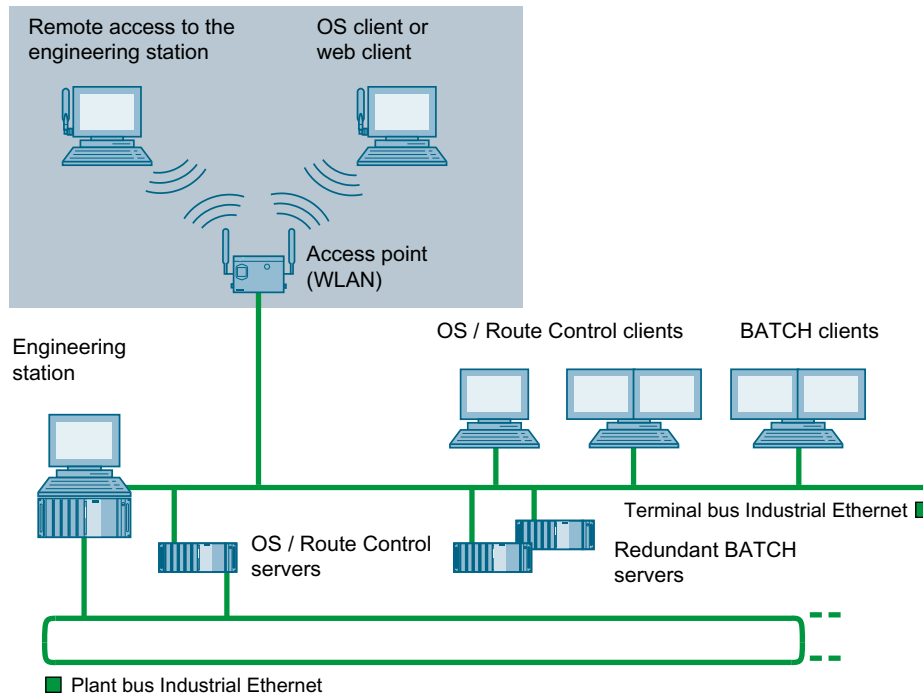 Remote access to the
engineering station
OS client or
web client
Access point
(WLAN)
Engineering
station
OS / Route Control clients
BATCH clients
Terminal bus Industrial Ethernet
OS / Route Control
servers
Redundant BATCH
servers
Plant bus Industrial Ethernet